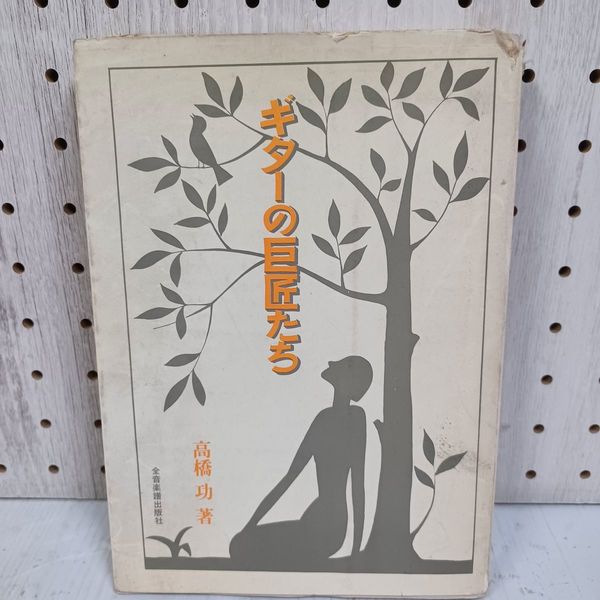 ギターの巨匠たち
高橋 功 著
全音楽譜出版社